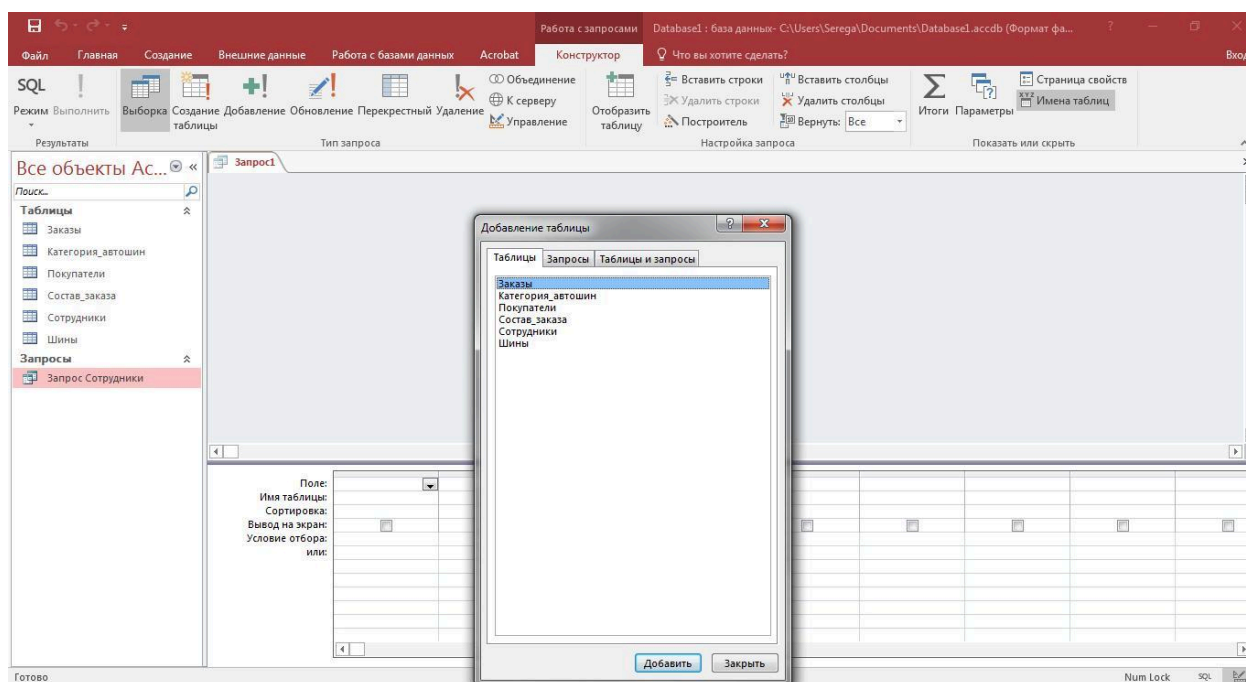 Работа с запросами
Database1 : база данных- C:\Users\Serega\Documents\Database1.accdb (Формат фа...
?
Файл Главная Создание Внешние данные Работа с базами данных Acrobat Конструктор Что вы хотите сделать? Вход
SQL
Режим Выполнить
Результаты
Выборка Создание таблицы Добавление Обновление Перекрестный Удаление
Объединение
К серверу
Управление
Тип запроса
Отобразить
таблицу
Вставить строки
Удалить строки
Построитель
Вставить столбцы
Удалить столбцы
Вернуть: Все
Настройка запроса
Итоги Параметры
Страница свойств
Имена таблиц
Показать или скрыть
Все объекты Ac...
Поиск...
Таблицы
Заказы
Категория_автошин
Покупатели
Состав_заказа
Сотрудники
Шины
Запросы
Запрос Сотрудники
Запрос1
Добавление таблицы
Таблицы Запросы Таблицы и запросы
Заказы
Категория_автошин
Покупатели
Состав_заказа
Сотрудники
Шины
Добавить Закрыть
Поле:
Имя таблицы:
Сортировка:
Вывод на экран:
Условие отбора:
или:
Готово
Num Lock
SQL